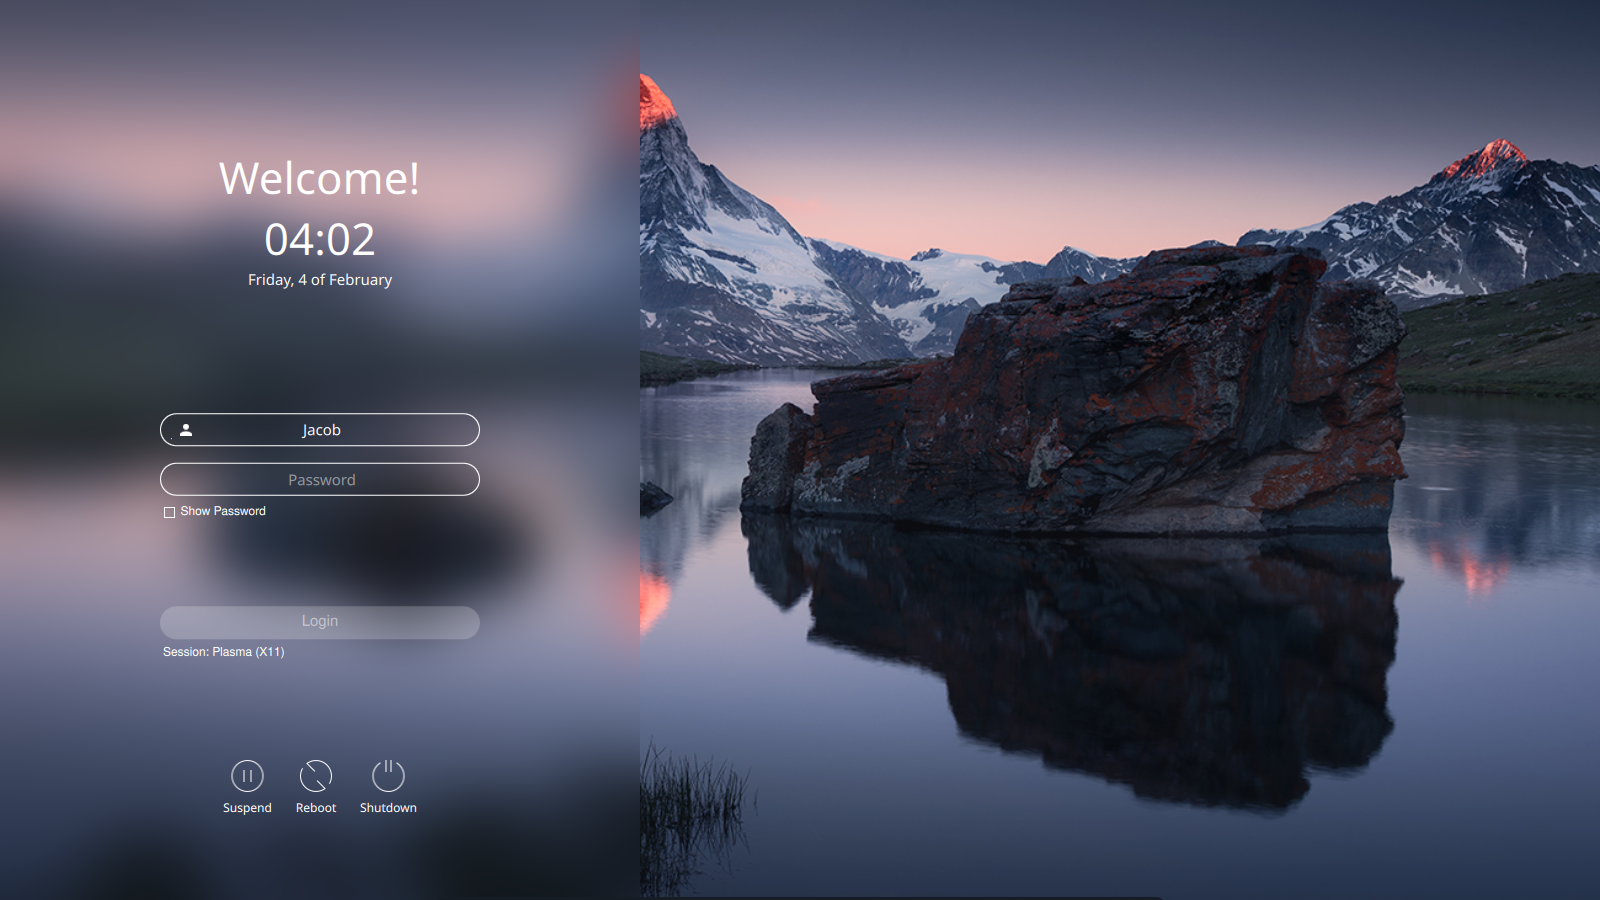 Welcome!
04:02
Friday, 4 of February
Jacob
Password
Show Password
Login
Session: Plasma (X11)
Suspend Reboot Shutdown